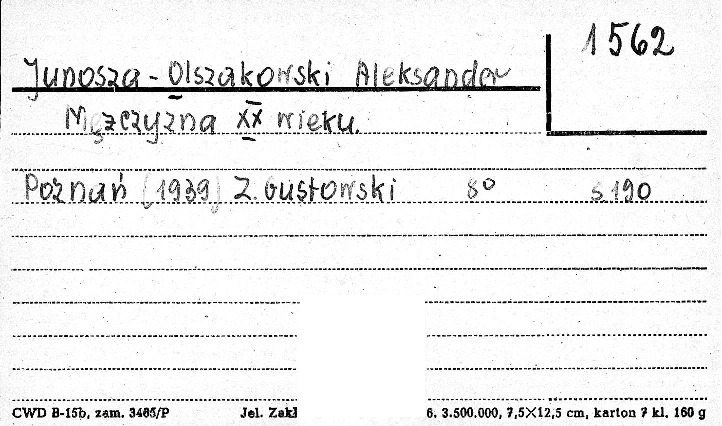 1562
Junosza-Olszakowski Aleksander
Mężczyzna XX wieku.
Poznań (1939) Z. Gustowski 8° s 190
CWD B-15b, zam. 3465/P Jel. Zakł 6. 3.500.000, 7,5×12,5 cm, karton 7 kl. 160 g